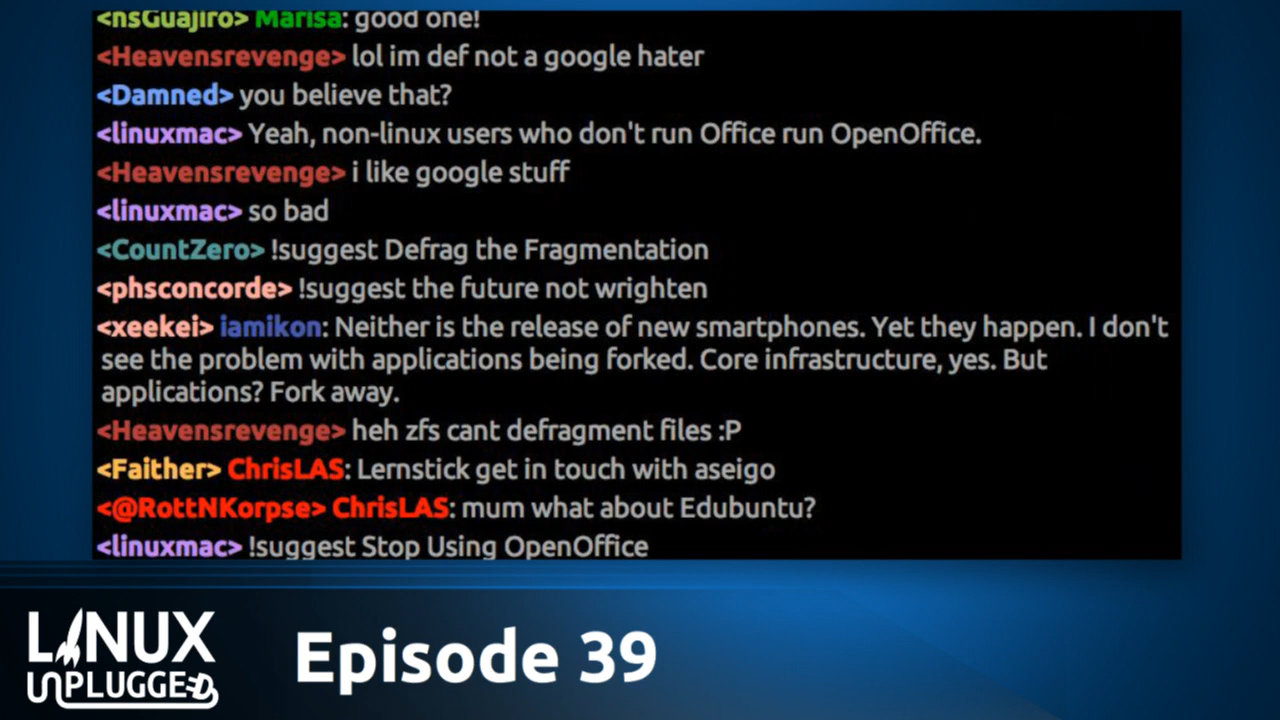 <nsGuajiro> Marisa: good one!
<Heavensrevenge> lol im def not a google hater
<Damned> you believe that?
<linuxmac> Yeah, non-linux users who don't run Office run OpenOffice.
<Heavensrevenge> i like google stuff
<linuxmac> so bad
<CountZero> !suggest Defrag the Fragmentation
<phsconcorde> !suggest the future not wrighten
<xeekei> iamikon: Neither is the release of new smartphones. Yet they happen. I don't
see the problem with applications being forked. Core infrastructure, yes. But
applications? Fork away.
<Heavensrevenge> heh zfs cant defragment files :P
<Faither> ChrisLAS: Lernstick get in touch with aseigo
<@RottNKorpse> ChrisLAS: mum what about Edubuntu?
<linuxmac> !suggest Stop Using OpenOffice
LINUX
UNPLUGGED
Episode 39